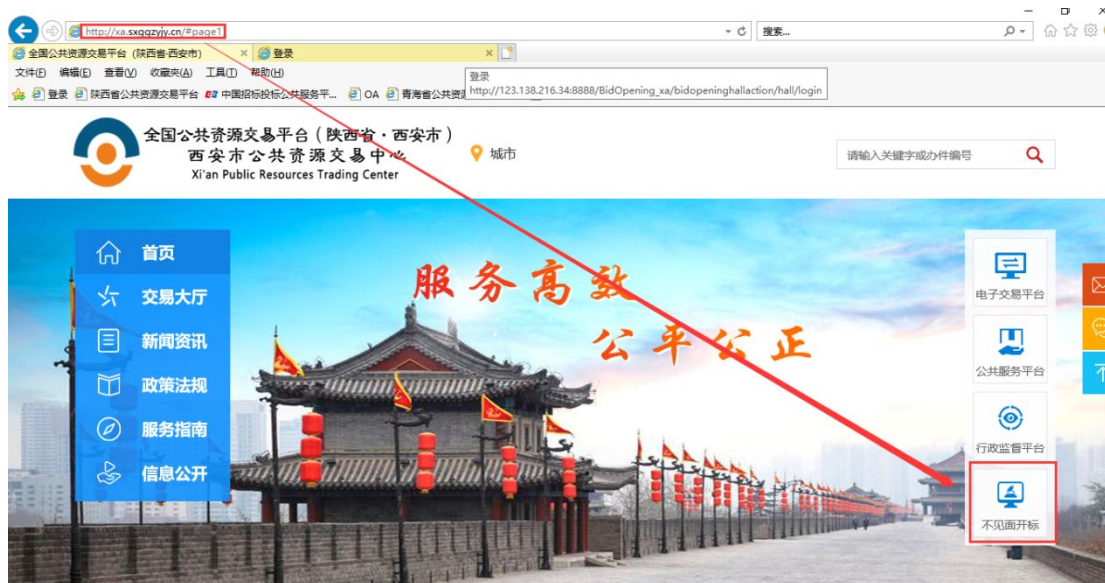 http://xa.sxggzyjy.cn/#page1
搜索...
全国公共资源交易平台（陕西省·西安市）
登录
文件(F) 编辑(E) 查看(V) 收藏夹(A) 工具(T) 帮助(H)
登录
http://123.138.216.34:8888/BidOpening_xa/bidopeninghallaction/hall/login
登录 陕西省公共资源交易平台 中国招标投标公共服务平... OA 青海省公共资
全国公共资源交易平台（陕西省·西安市）
西安市公共资源交易中心
Xi'an Public Resources Trading Center
城市
请输入关键字或办件编号
首页
交易大厅
新闻资讯
政策法规
服务指南
信息公开
服务高效
公平公正
电子交易平台
公共服务平台
行政监督平台
不见面开标